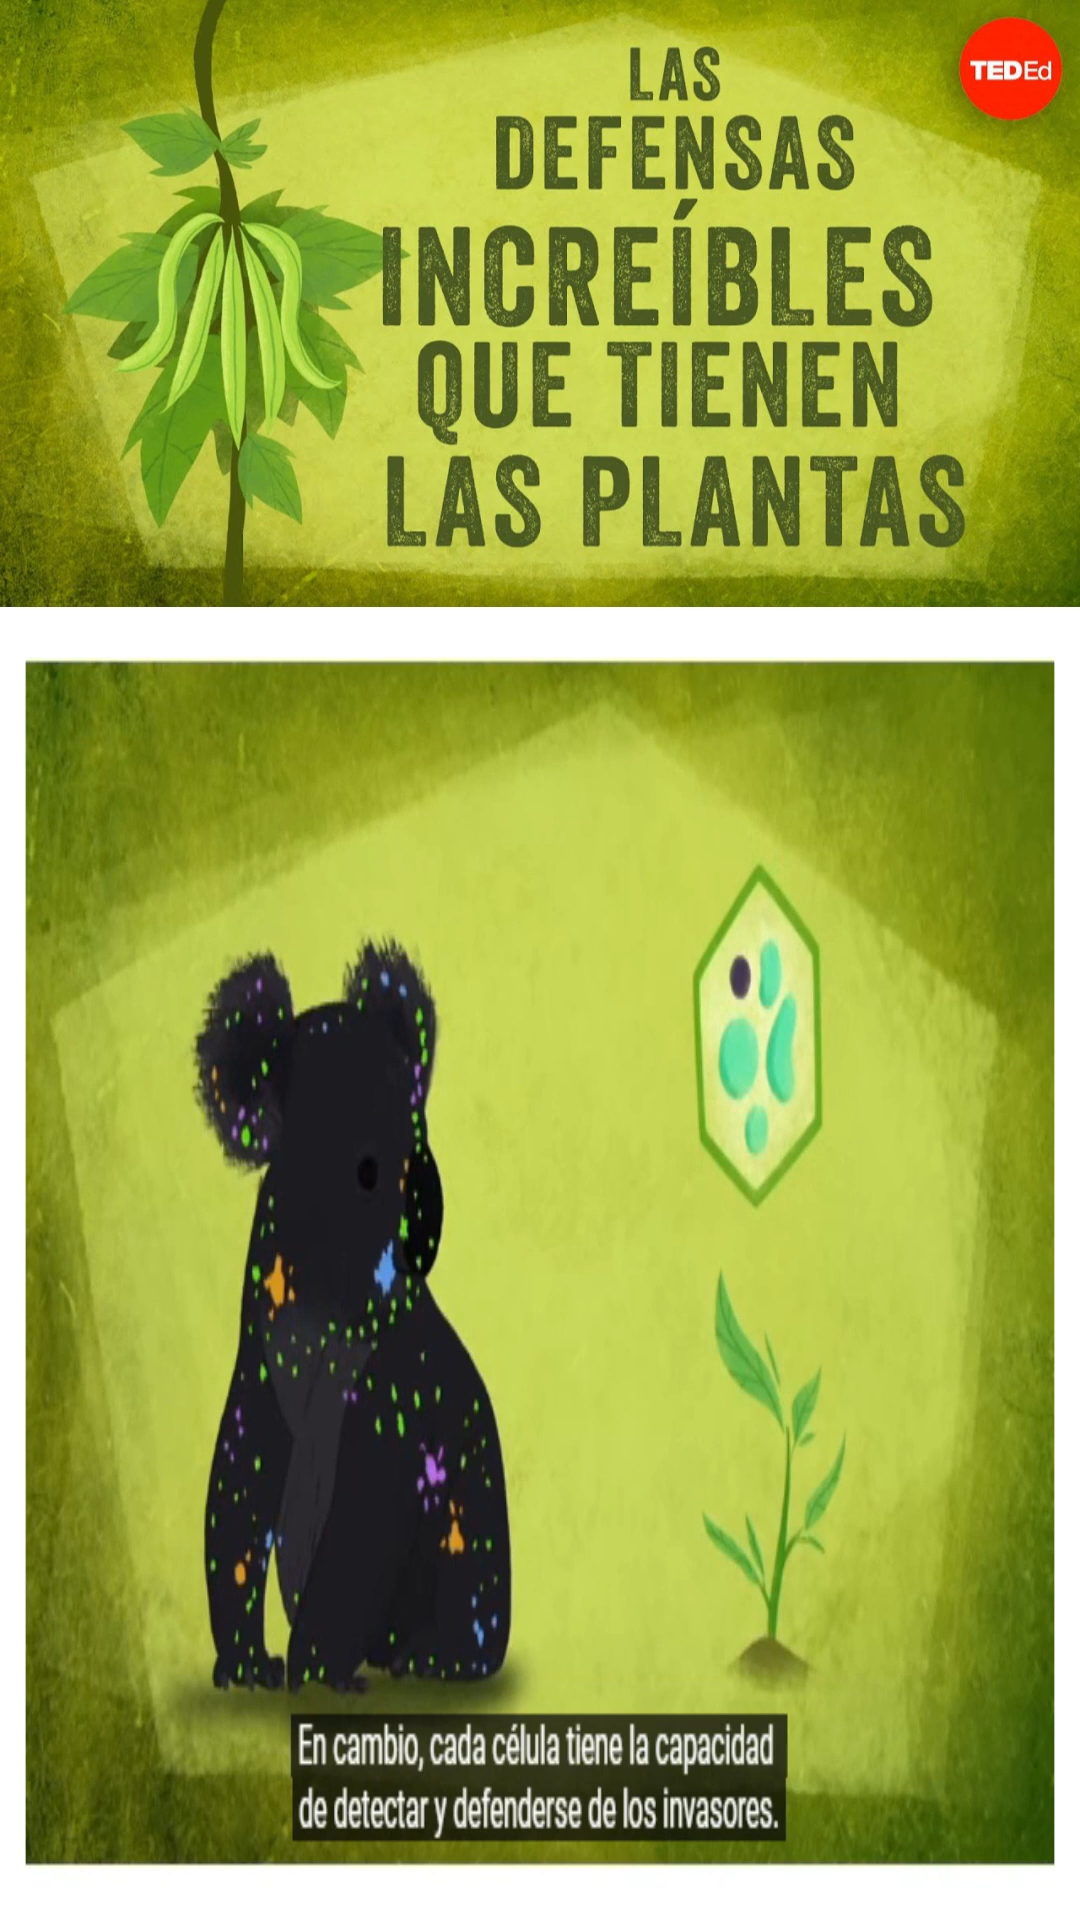 TEDEd
LAS
DEFENSAS
INCREÍBLES
QUE TIENEN
LAS PLANTAS
En cambio, cada célula tiene la capacidad
de detectar y defenderse de los invasores.